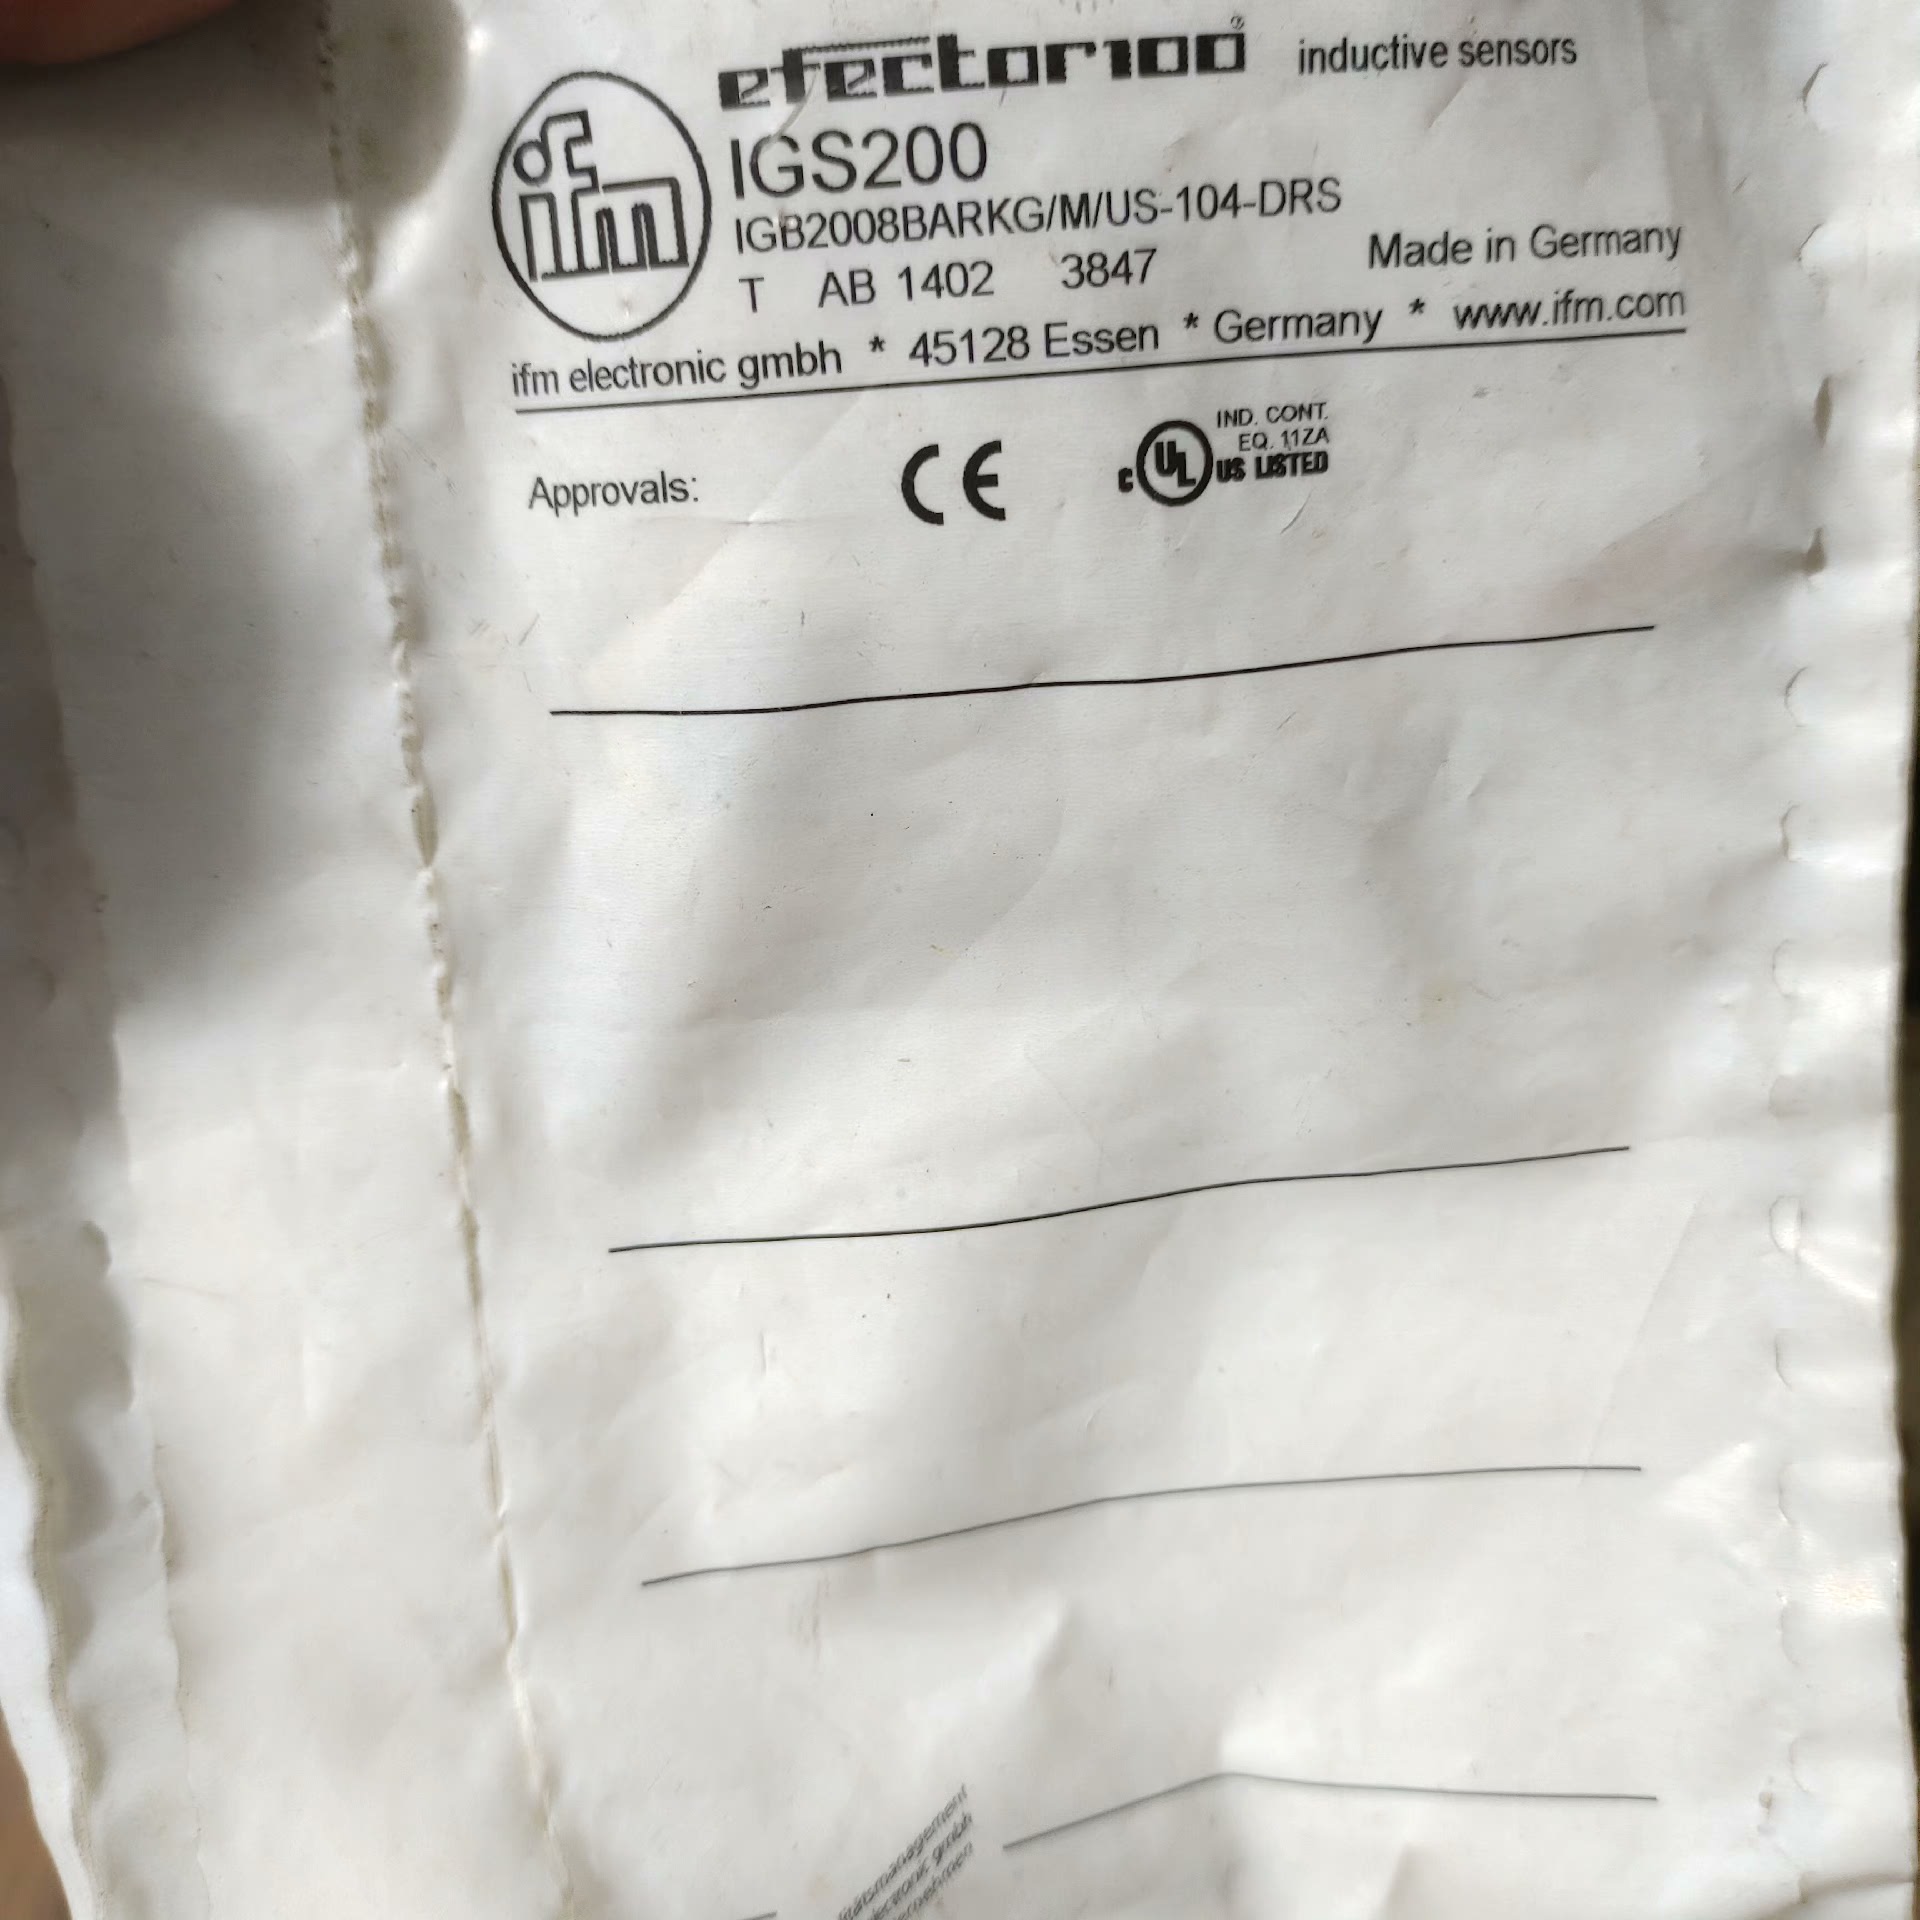 efector100® inductive sensors
ifm
IGS200
IGB2008BARKG/M/US-104-DRS
T AB 1402 3847 Made in Germany
ifm electronic gmbh * 45128 Essen * Germany * www.ifm.com
Approvals: CE c UL US LISTED
IND. CONT.
EQ. 11ZA